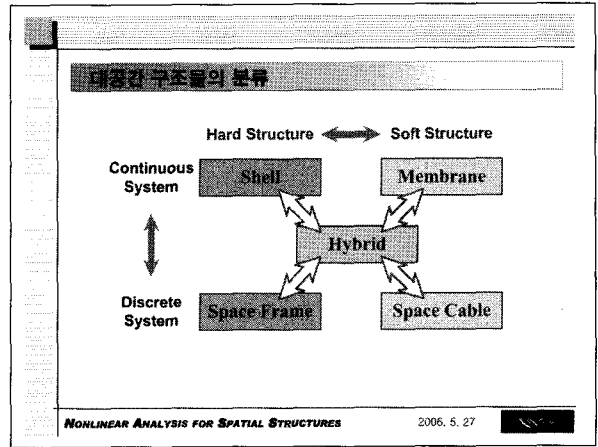 대공간 구조물의 분류
Hard Structure Soft Structure
Continuous System
Shell
Membrane
Hybrid
Discrete System
Space Frame
Space Cable
NONLINEAR ANALYSIS FOR SPATIAL STRUCTURES 2006. 5. 27